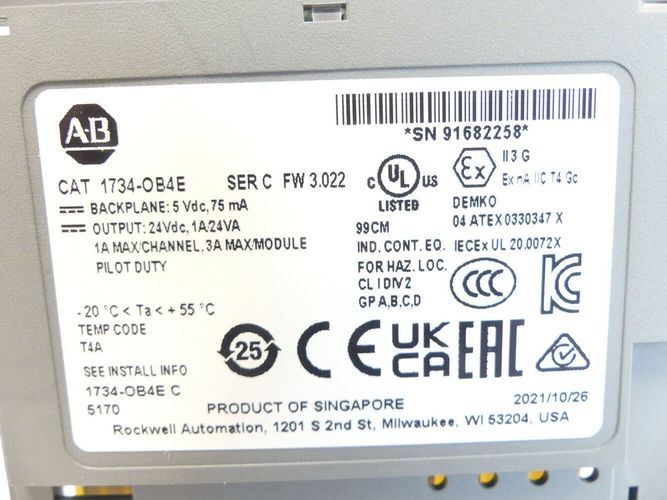 A·B
*SN 91682258*
CAT 1734-OB4E SER C FW 3.022
BACKPLANE: 5 Vdc, 75 mA
OUTPUT: 24Vdc, 1A/24VA
1A MAX/CHANNEL, 3A MAX/MODULE
PILOT DUTY
C UL US
LISTED
99CM
IND. CONT. EQ.
FOR HAZ. LOC.
CL I DIV 2
GP A,B,C,D
Ex II 3 G
Ex nA IIC T4 Gc
DEMKO
04 ATEX 0330347 X
IECEx UL 20.0072X
CCC
KC
-20 °C < Ta < +55 °C
TEMP CODE
T4A
SEE INSTALL INFO
1734-OB4E C
5170
25 CE UK CA EAC
PRODUCT OF SINGAPORE 2021/10/26
Rockwell Automation, 1201 S 2nd St, Milwaukee, WI 53204, USA